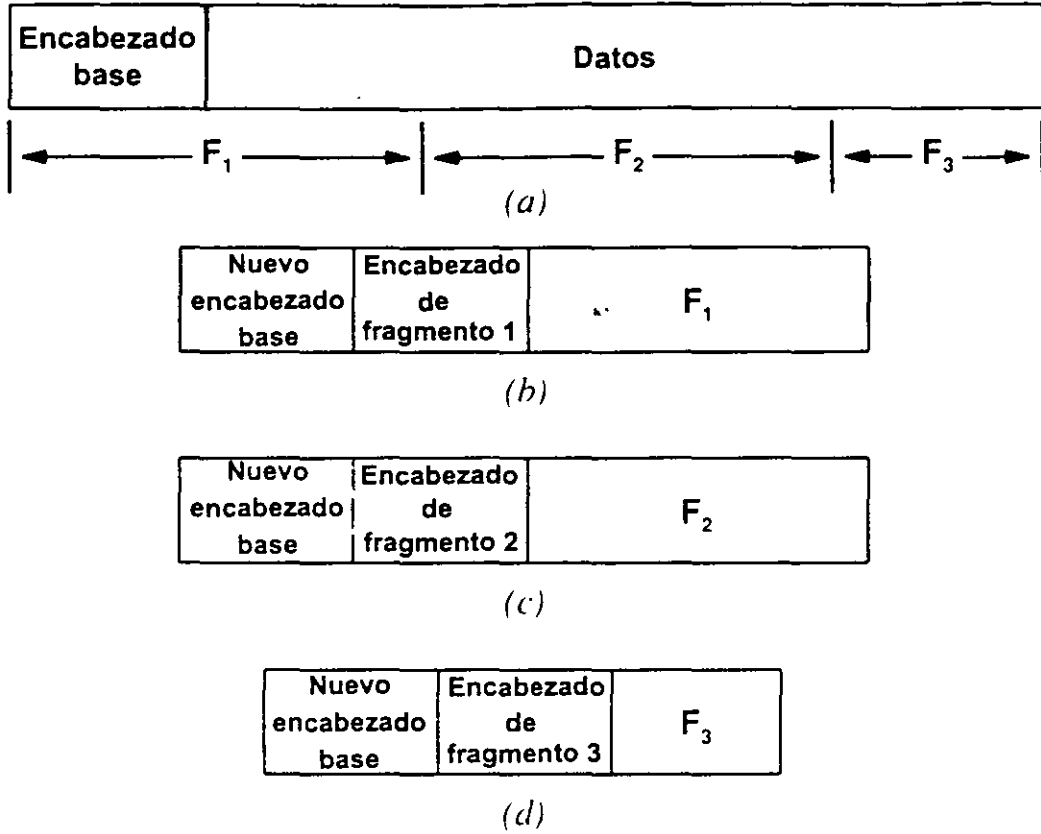 Encabezado
base
Datos
F₁
F₂
F₃
(a)
Nuevo
encabezado
base
Encabezado
de
fragmento 1
F₁
(b)
Nuevo
encabezado
base
Encabezado
de
fragmento 2
F₂
(c)
Nuevo
encabezado
base
Encabezado
de
fragmento 3
F₃
(d)